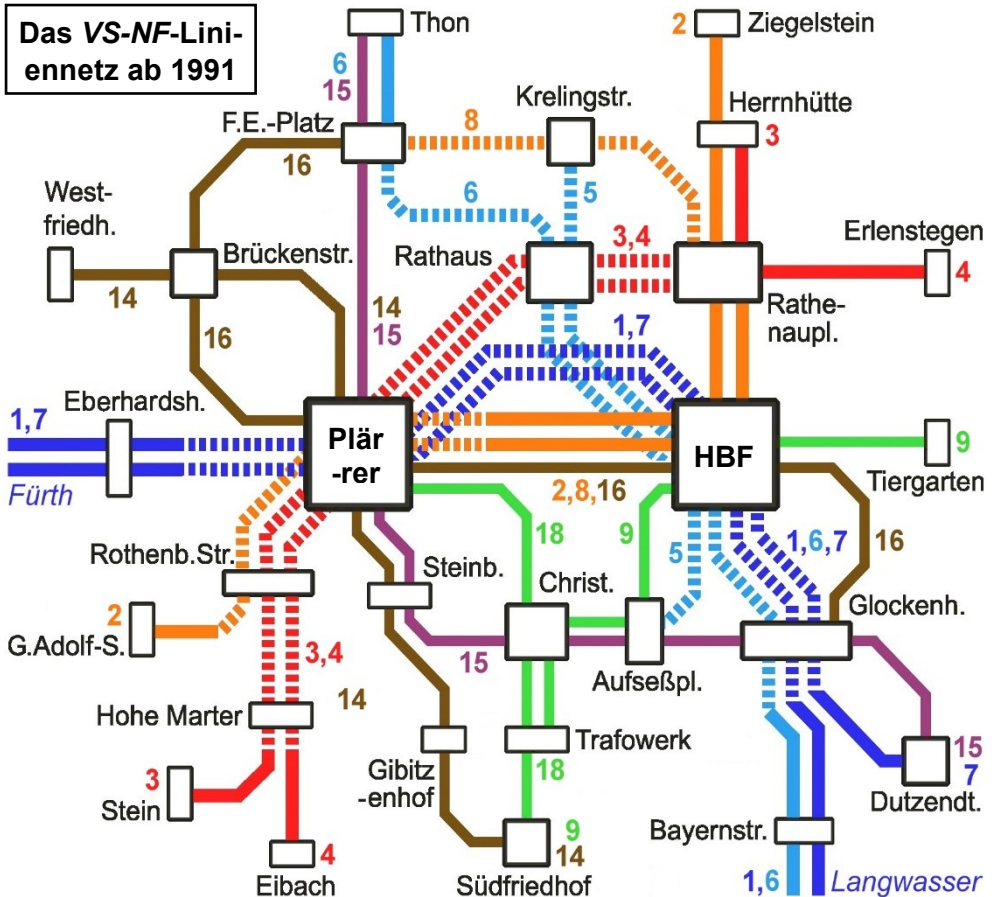 Das VS-NF-Lini-
ennetz ab 1991
Thon
2
Ziegelstein
6
15
Krelingstr.
Herrnhütte
F.E.-Platz
8
3
16
West-
friedh.
6
5
Brückenstr.
Rathaus
3,4
Erlenstegen
14
4
16
14
15
Rathe-
naupl.
1,7
1,7
Eberhardsh.
Plär
-rer
HBF
9
Tiergarten
Fürth
2,8,16
18
9
5
1,6,7
16
Rothenb.Str.
Steinb.
Christ.
Glockenh.
2
G.Adolf-S.
3,4
15
Aufseßpl.
14
Hohe Marter
Trafowerk
15
7
3
Stein
Gibitz
-enhof
18
Dutzendt.
Bayernstr.
9
14
4
Eibach
Südfriedhof
1,6
Langwasser